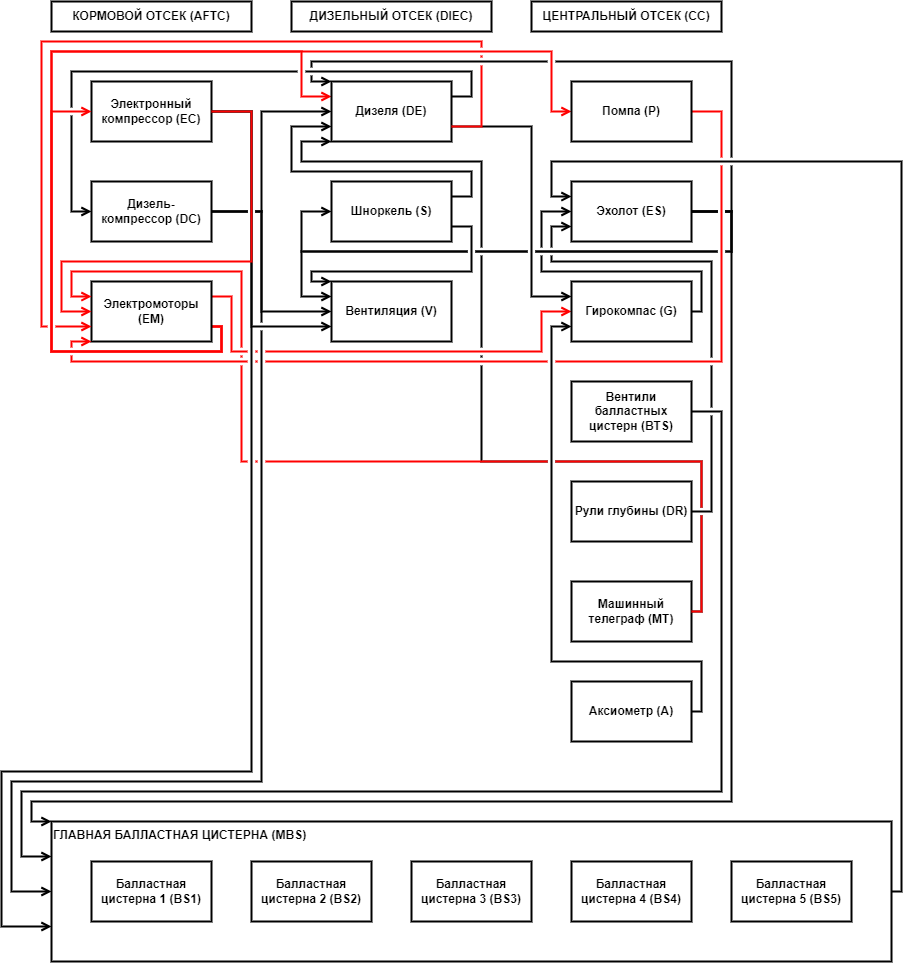 КОРМОВОЙ ОТСЕК (AFTC)
ДИЗЕЛЬНЫЙ ОТСЕК (DIEC)
ЦЕНТРАЛЬНЫЙ ОТСЕК (CC)
Электронный
компрессор (EC)
Дизеля (DE)
Помпа (P)
Дизель-
компрессор (DC)
Шноркель (S)
Эхолот (ES)
Электромоторы
(EM)
Вентиляция (V)
Гирокомпас (G)
Вентили
балластных
цистерн (BTS)
Рули глубины (DR)
Машинный
телеграф (MT)
Аксиометр (A)
ГЛАВНАЯ БАЛЛАСТНАЯ ЦИСТЕРНА (MBS)
Балластная
цистерна 1 (BS1)
Балластная
цистерна 2 (BS2)
Балластная
цистерна 3 (BS3)
Балластная
цистерна 4 (BS4)
Балластная
цистерна 5 (BS5)